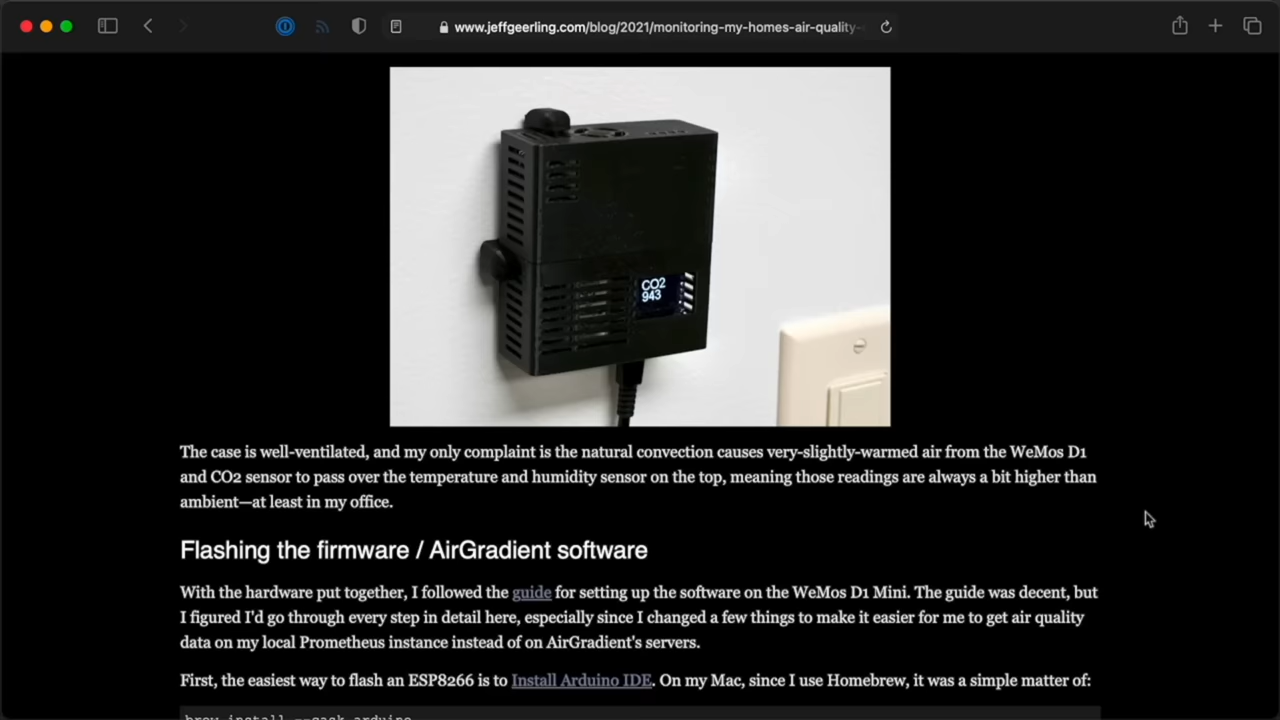 www.jeffgeerling.com/blog/2021/monitoring-my-homes-air-quality-
CO2
943
The case is well-ventilated, and my only complaint is the natural convection causes very-slightly-warmed air from the WeMos D1
and CO2 sensor to pass over the temperature and humidity sensor on the top, meaning those readings are always a bit higher than
ambient—at least in my office.
Flashing the firmware / AirGradient software
With the hardware put together, I followed the guide for setting up the software on the WeMos D1 Mini. The guide was decent, but
I figured I'd go through every step in detail here, especially since I changed a few things to make it easier for me to get air quality
data on my local Prometheus instance instead of on AirGradient's servers.
First, the easiest way to flash an ESP8266 is to Install Arduino IDE. On my Mac, since I use Homebrew, it was a simple matter of:
brew install --cask arduino